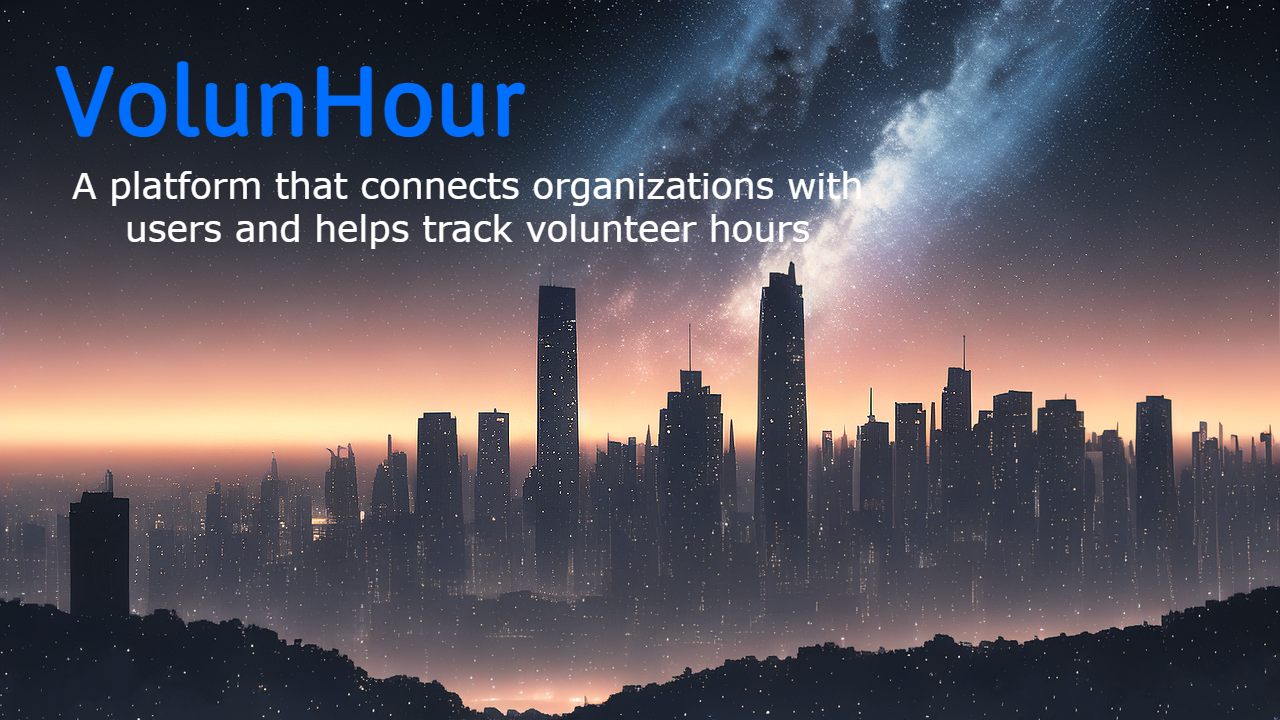 VolunHour
A platform that connects organizations with
users and helps track volunteer hours